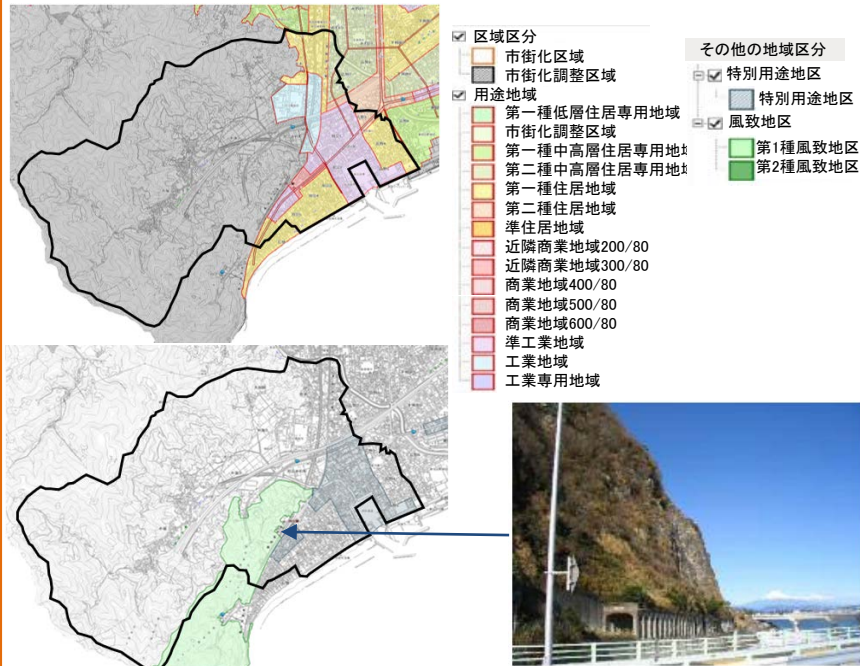 区域区分
市街化区域
市街化調整区域
用途地域
第一種低層住居専用地域
市街化調整区域
第一種中高層住居専用地
第二種中高層住居専用地
第一種住居地域
第二種住居地域
準住居地域
近隣商業地域200/80
近隣商業地域300/80
商業地域400/80
商業地域500/80
商業地域600/80
準工業地域
工業地域
工業専用地域
その他の地域区分
特別用途地区
特別用途地区
風致地区
第1種風致地区
第2種風致地区